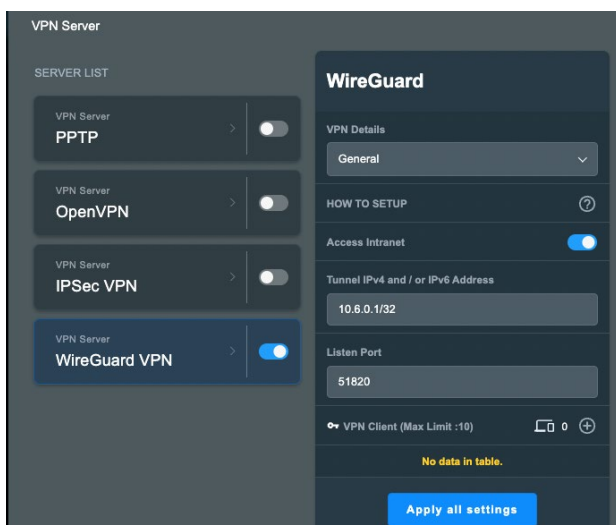 VPN Server
SERVER LIST
VPN Server
PPTP
VPN Server
OpenVPN
VPN Server
IPSec VPN
VPN Server
WireGuard VPN
WireGuard
VPN Details
General
HOW TO SETUP
Access Intranet
Tunnel IPv4 and / or IPv6 Address
10.6.0.1/32
Listen Port
51820
VPN Client (Max Limit :10) 0
No data in table.
Apply all settings